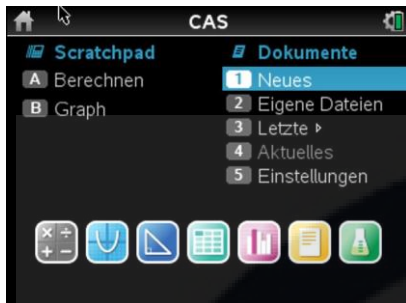 CAS
Scratchpad
A Berechnen
B Graph
Dokumente
1 Neues
2 Eigene Dateien
3 Letzte ▸
4 Aktuelles
5 Einstellungen